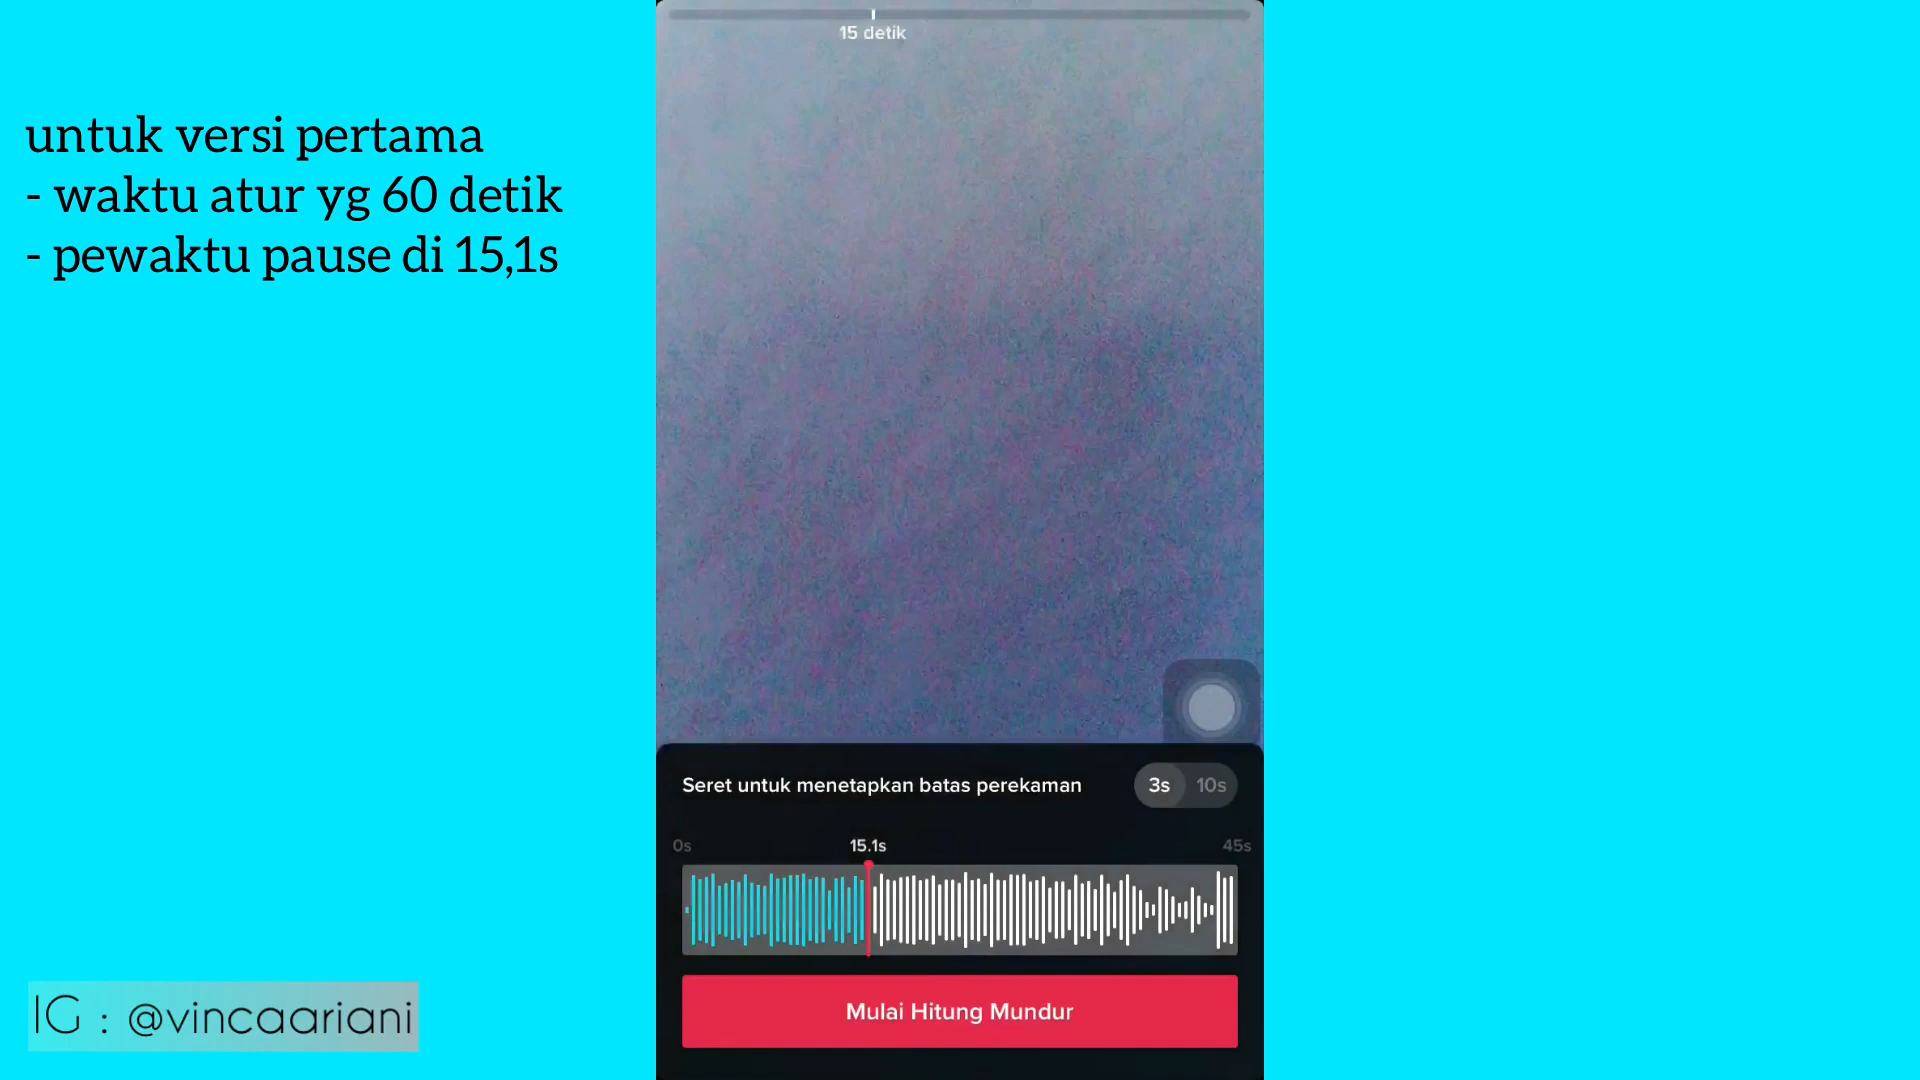 15 detik
untuk versi pertama
- waktu atur yg 60 detik
- pewaktu pause di 15,1s
Seret untuk menetapkan batas perekaman
3s 10s
0s 15.1s 45s
Mulai Hitung Mundur
IG : @vincaariani